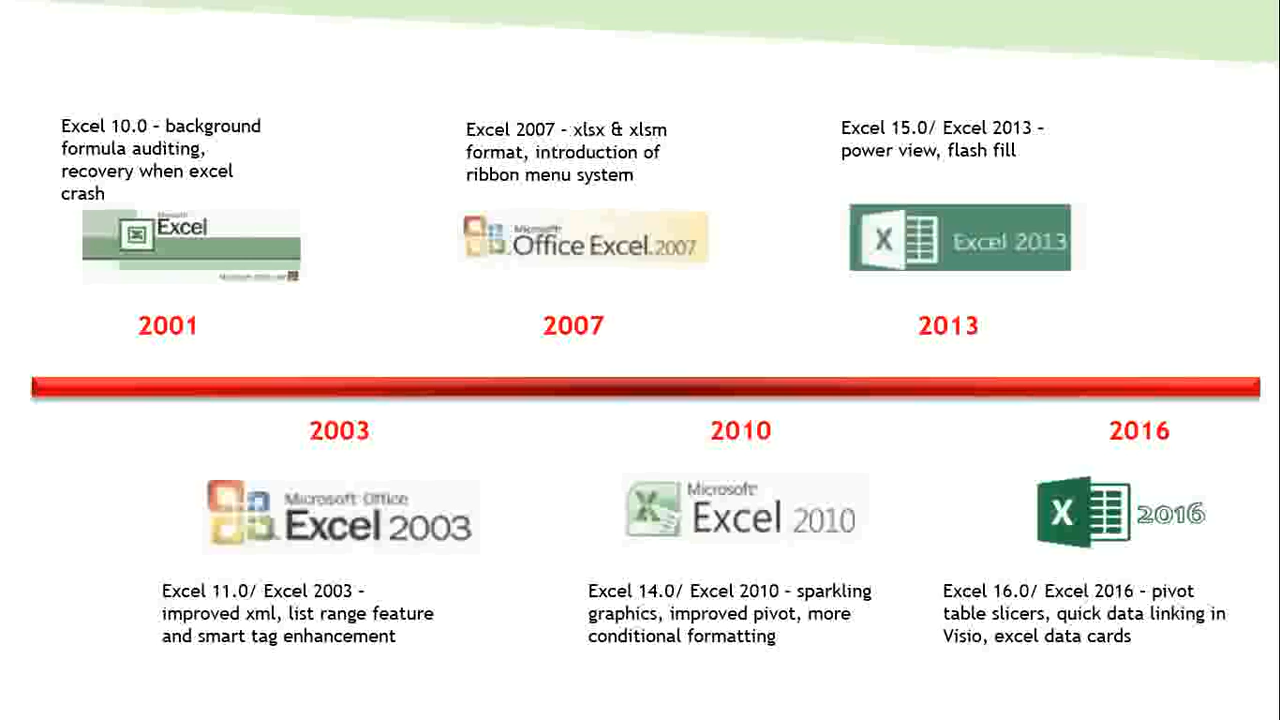 Excel 10.0 - background
formula auditing,
recovery when excel
crash
Microsoft
Excel
2001
Excel 2007 - xlsx & xlsm
format, introduction of
ribbon menu system
Microsoft
Office Excel 2007
2007
Excel 15.0/ Excel 2013 -
power view, flash fill
Excel 2013
2013
2003
Microsoft Office
Excel 2003
Excel 11.0/ Excel 2003 -
improved xml, list range feature
and smart tag enhancement
2010
Microsoft
Excel 2010
Excel 14.0/ Excel 2010 - sparkling
graphics, improved pivot, more
conditional formatting
2016
2016
Excel 16.0/ Excel 2016 - pivot
table slicers, quick data linking in
Visio, excel data cards